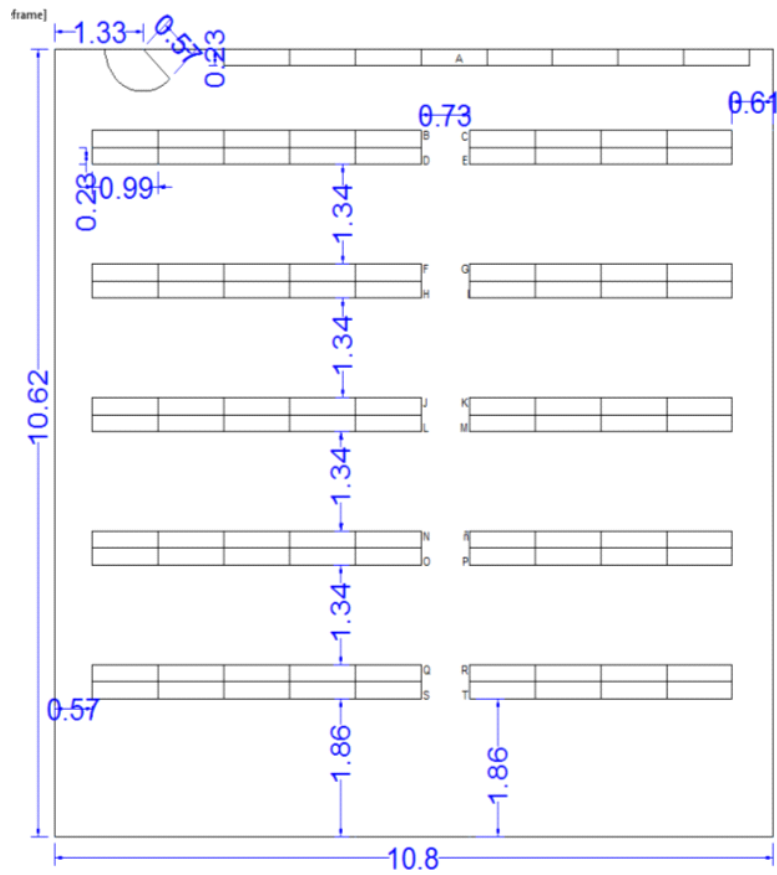 frame]
1.33
0.57
0.23
A
0.61
0.73
B C
D E
0.23
0.99
1.34
F G
H I
1.34
10.62
J K
L M
1.34
N ñ
O P
1.34
Q R
S T
0.57
1.86
1.86
10.8